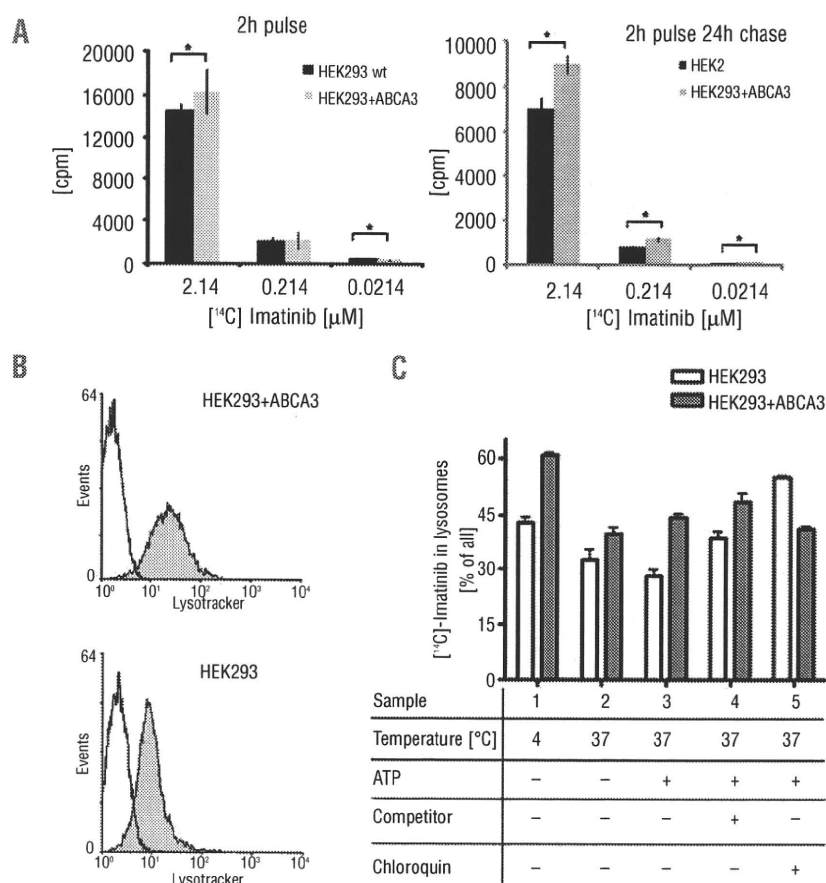 A
2h pulse
[cpm]
20000
16000
12000
8000
4000
0
HEK293 wt
HEK293+ABCA3
*
*
2.14 0.214 0.0214
[¹⁴C] Imatinib [µM]
2h pulse 24h chase
[cpm]
10000
8000
6000
4000
2000
0
HEK2
HEK293+ABCA3
*
*
*
2.14 0.214 0.0214
[¹⁴C] Imatinib [µM]
B
64
HEK293+ABCA3
Events
0
10⁰ 10¹ 10² 10³ 10⁴
Lysotracker
64
HEK293
Events
0
10⁰ 10¹ 10² 10³ 10⁴
Lysotracker
C
HEK293
HEK293+ABCA3
[¹⁴C]-Imatinib in lysosomes
[% of all]
60
45
30
15
0
Sample 1 2 3 4 5
Temperature [°C] 4 37 37 37 37
ATP – – + + +
Competitor – – – + –
Chloroquin – – – – +